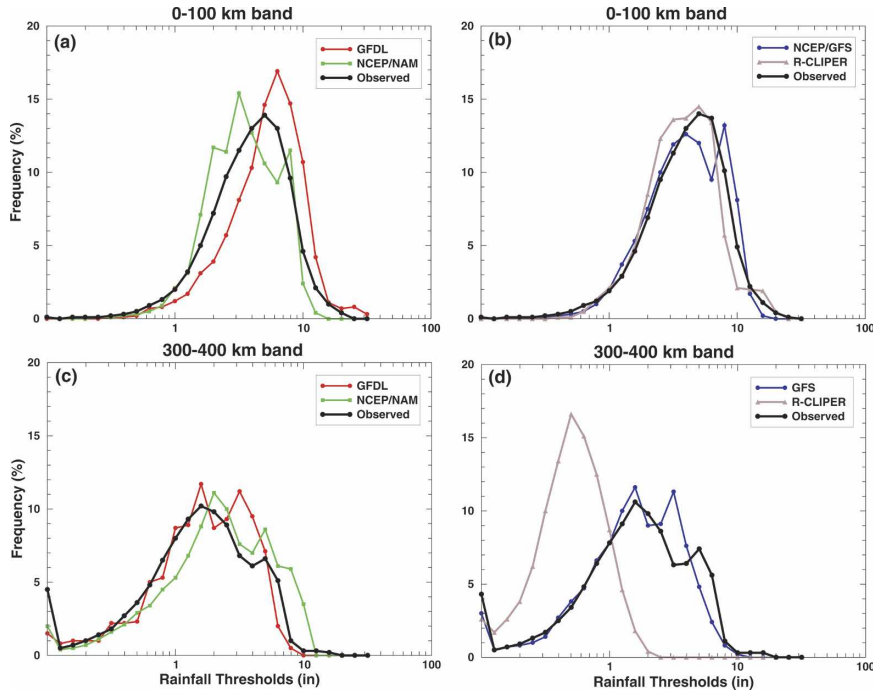 0-100 km band
(a)
GFDL
NCEP/NAM
Observed
20
15
10
5
0
Frequency (%)
1
10
100
0-100 km band
(b)
NCEP/GFS
R-CLIPER
Observed
20
15
10
5
0
1
10
100
300-400 km band
(c)
GFDL
NCEP/NAM
Observed
20
15
10
5
0
Frequency (%)
1
10
100
Rainfall Thresholds (in)
300-400 km band
(d)
GFS
R-CLIPER
Observed
20
15
10
5
0
1
10
100
Rainfall Thresholds (in)